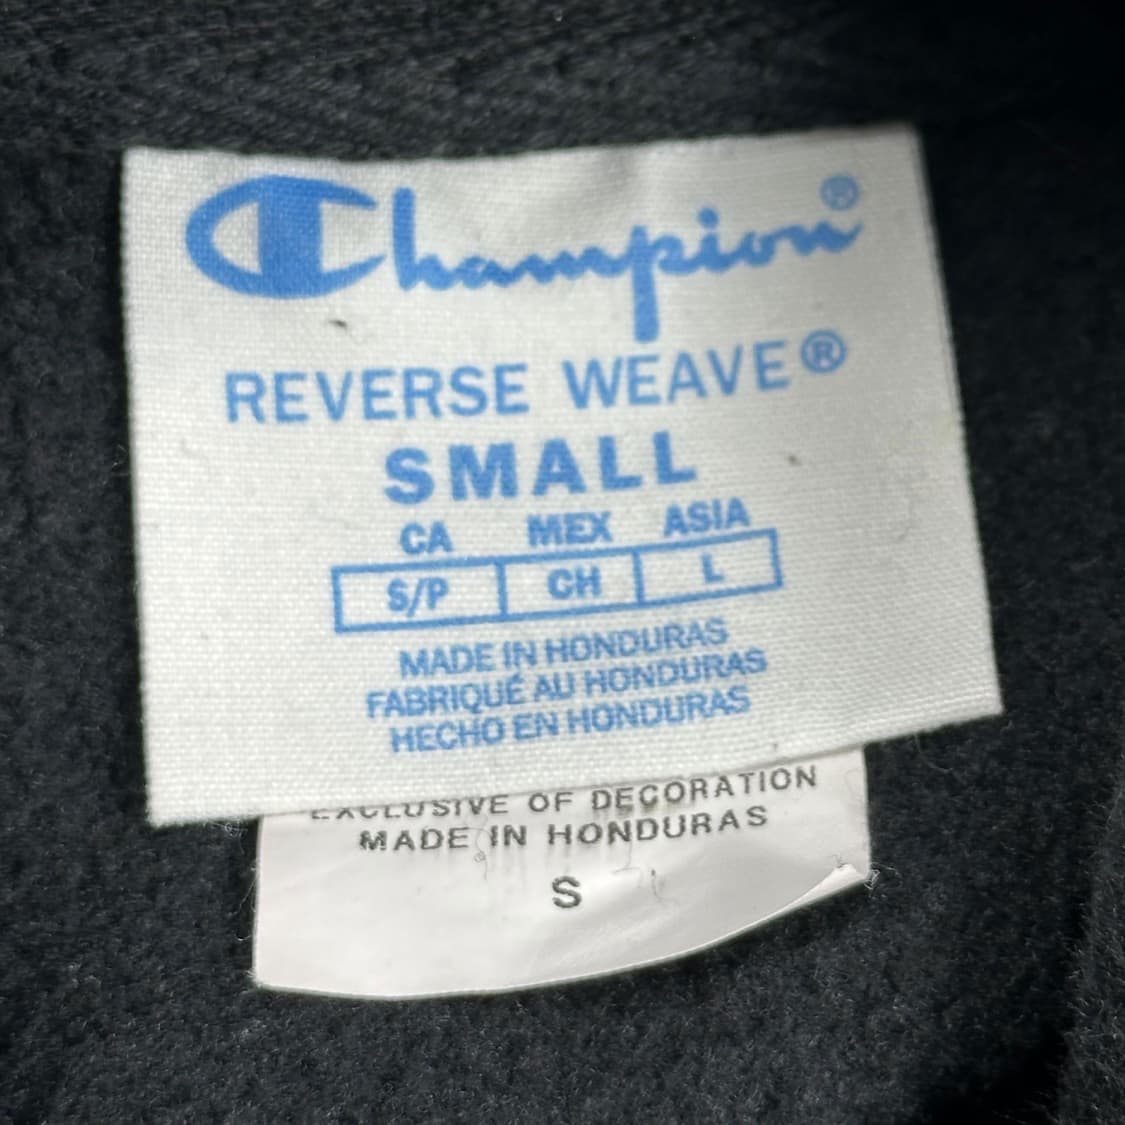 Champion®
REVERSE WEAVE®
SMALL
CA MEX ASIA
S/P CH L
MADE IN HONDURAS
FABRIQUÉ AU HONDURAS
HECHO EN HONDURAS
EXCLUSIVE OF DECORATION
MADE IN HONDURAS
S